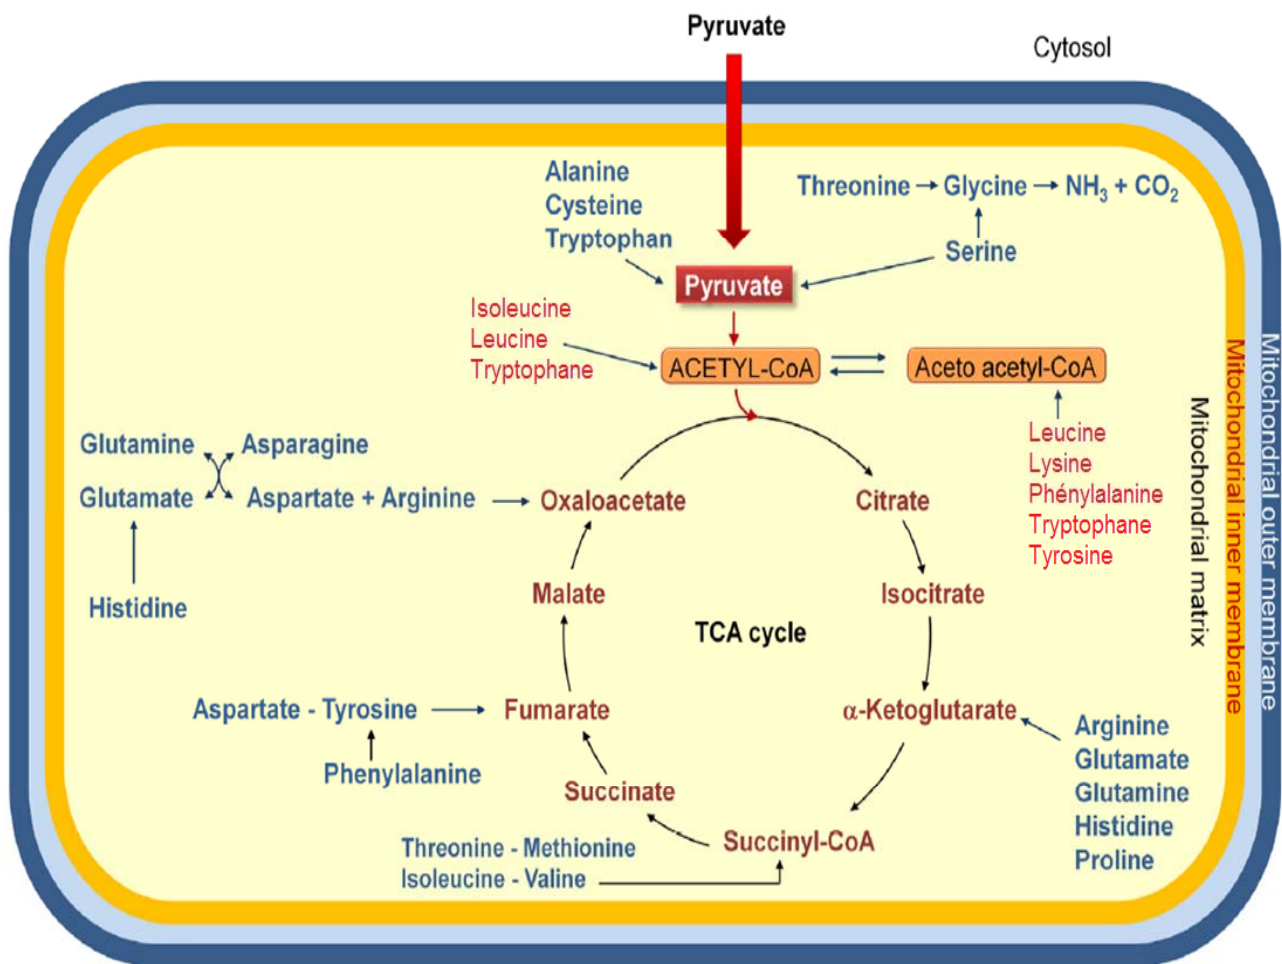 Pyruvate
Cytosol
Alanine
Cysteine
Tryptophan
Threonine → Glycine → NH₃ + CO₂
Serine
Pyruvate
Isoleucine
Leucine
Tryptophane
ACETYL-CoA
Aceto acetyl-CoA
Leucine
Lysine
Phénylalanine
Tryptophane
Tyrosine
Glutamine
Asparagine
Glutamate
Aspartate + Arginine
Histidine
Oxaloacetate
Citrate
Malate
Isocitrate
TCA cycle
Aspartate - Tyrosine
Phenylalanine
Fumarate
α-Ketoglutarate
Arginine
Glutamate
Glutamine
Histidine
Proline
Succinate
Succinyl-CoA
Threonine - Methionine
Isoleucine - Valine
Mitochondrial matrix
Mitochondrial inner membrane
Mitochondrial outer membrane